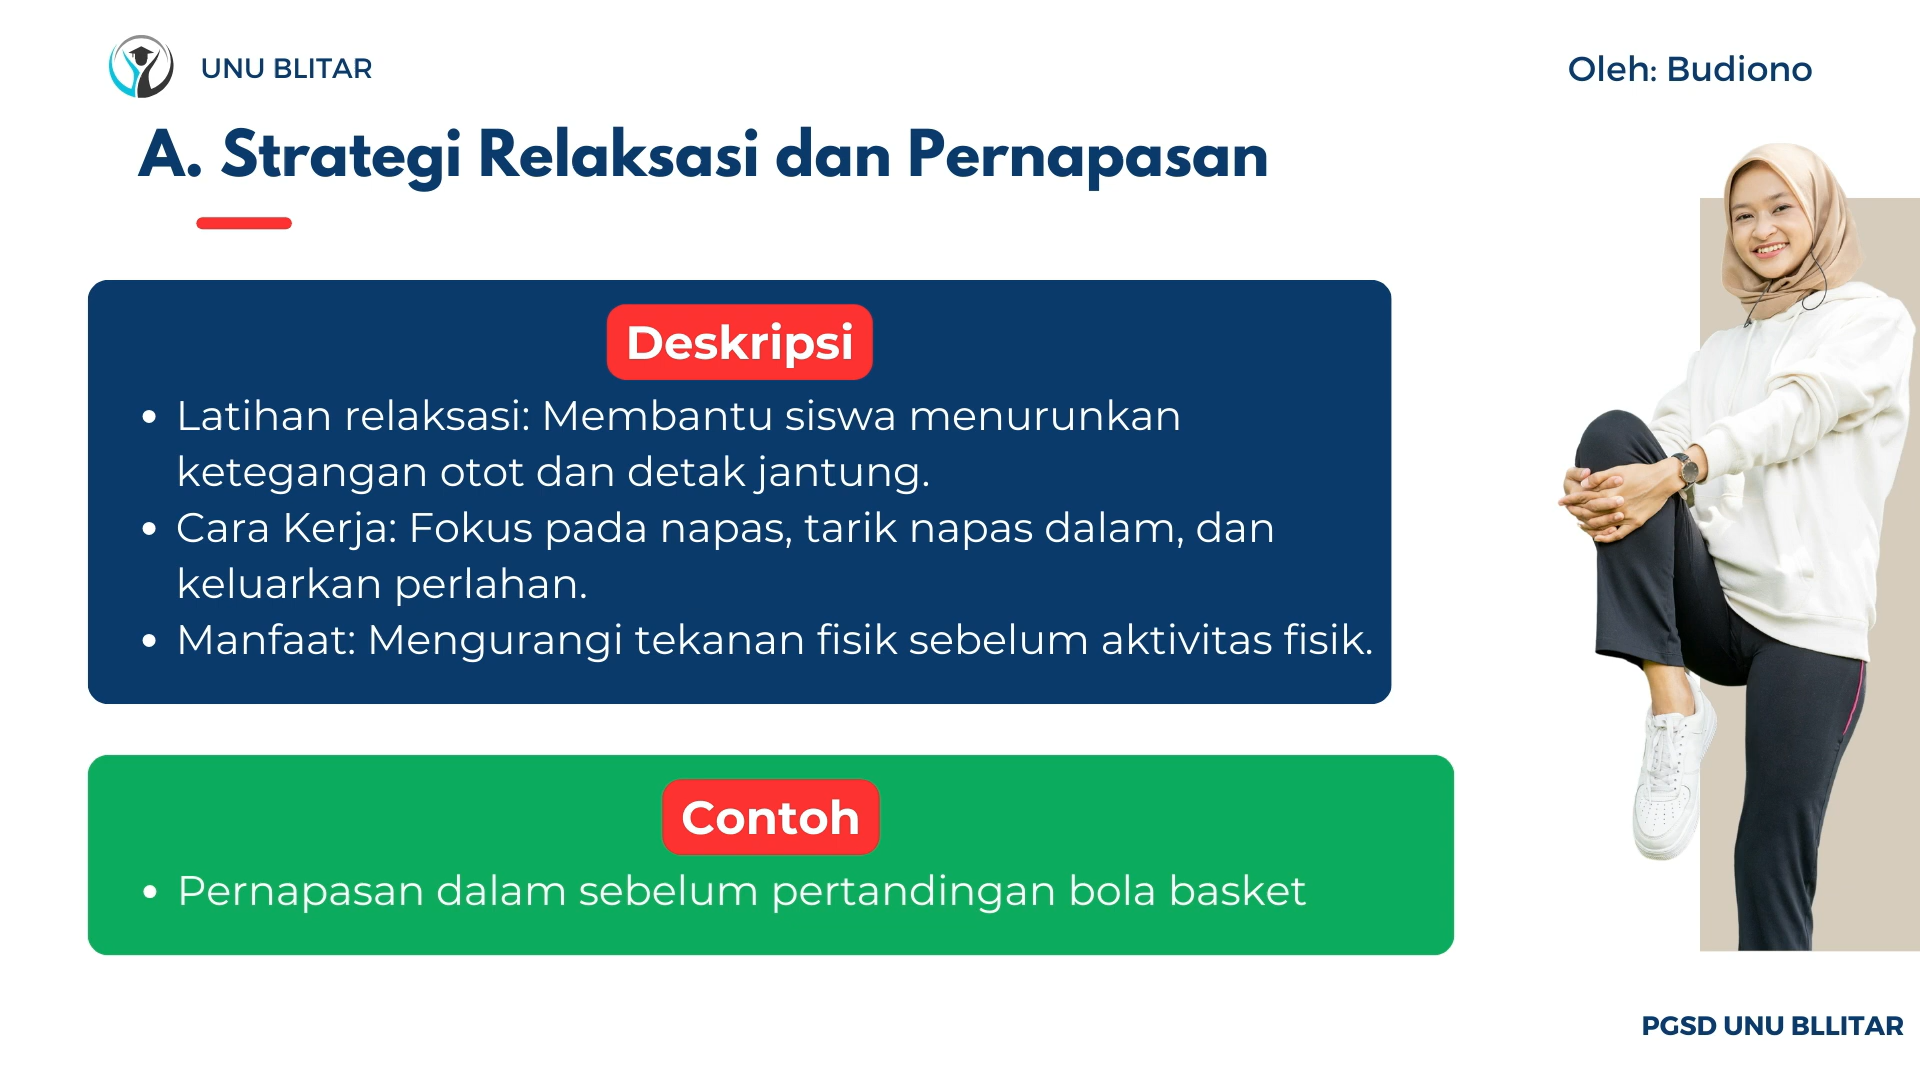 UNU BLITAR
Oleh: Budiono
A. Strategi Relaksasi dan Pernapasan
Deskripsi
• Latihan relaksasi: Membantu siswa menurunkan
ketegangan otot dan detak jantung.
• Cara Kerja: Fokus pada napas, tarik napas dalam, dan
keluarkan perlahan.
• Manfaat: Mengurangi tekanan fisik sebelum aktivitas fisik.
Contoh
• Pernapasan dalam sebelum pertandingan bola basket
PGSD UNU BLLITAR